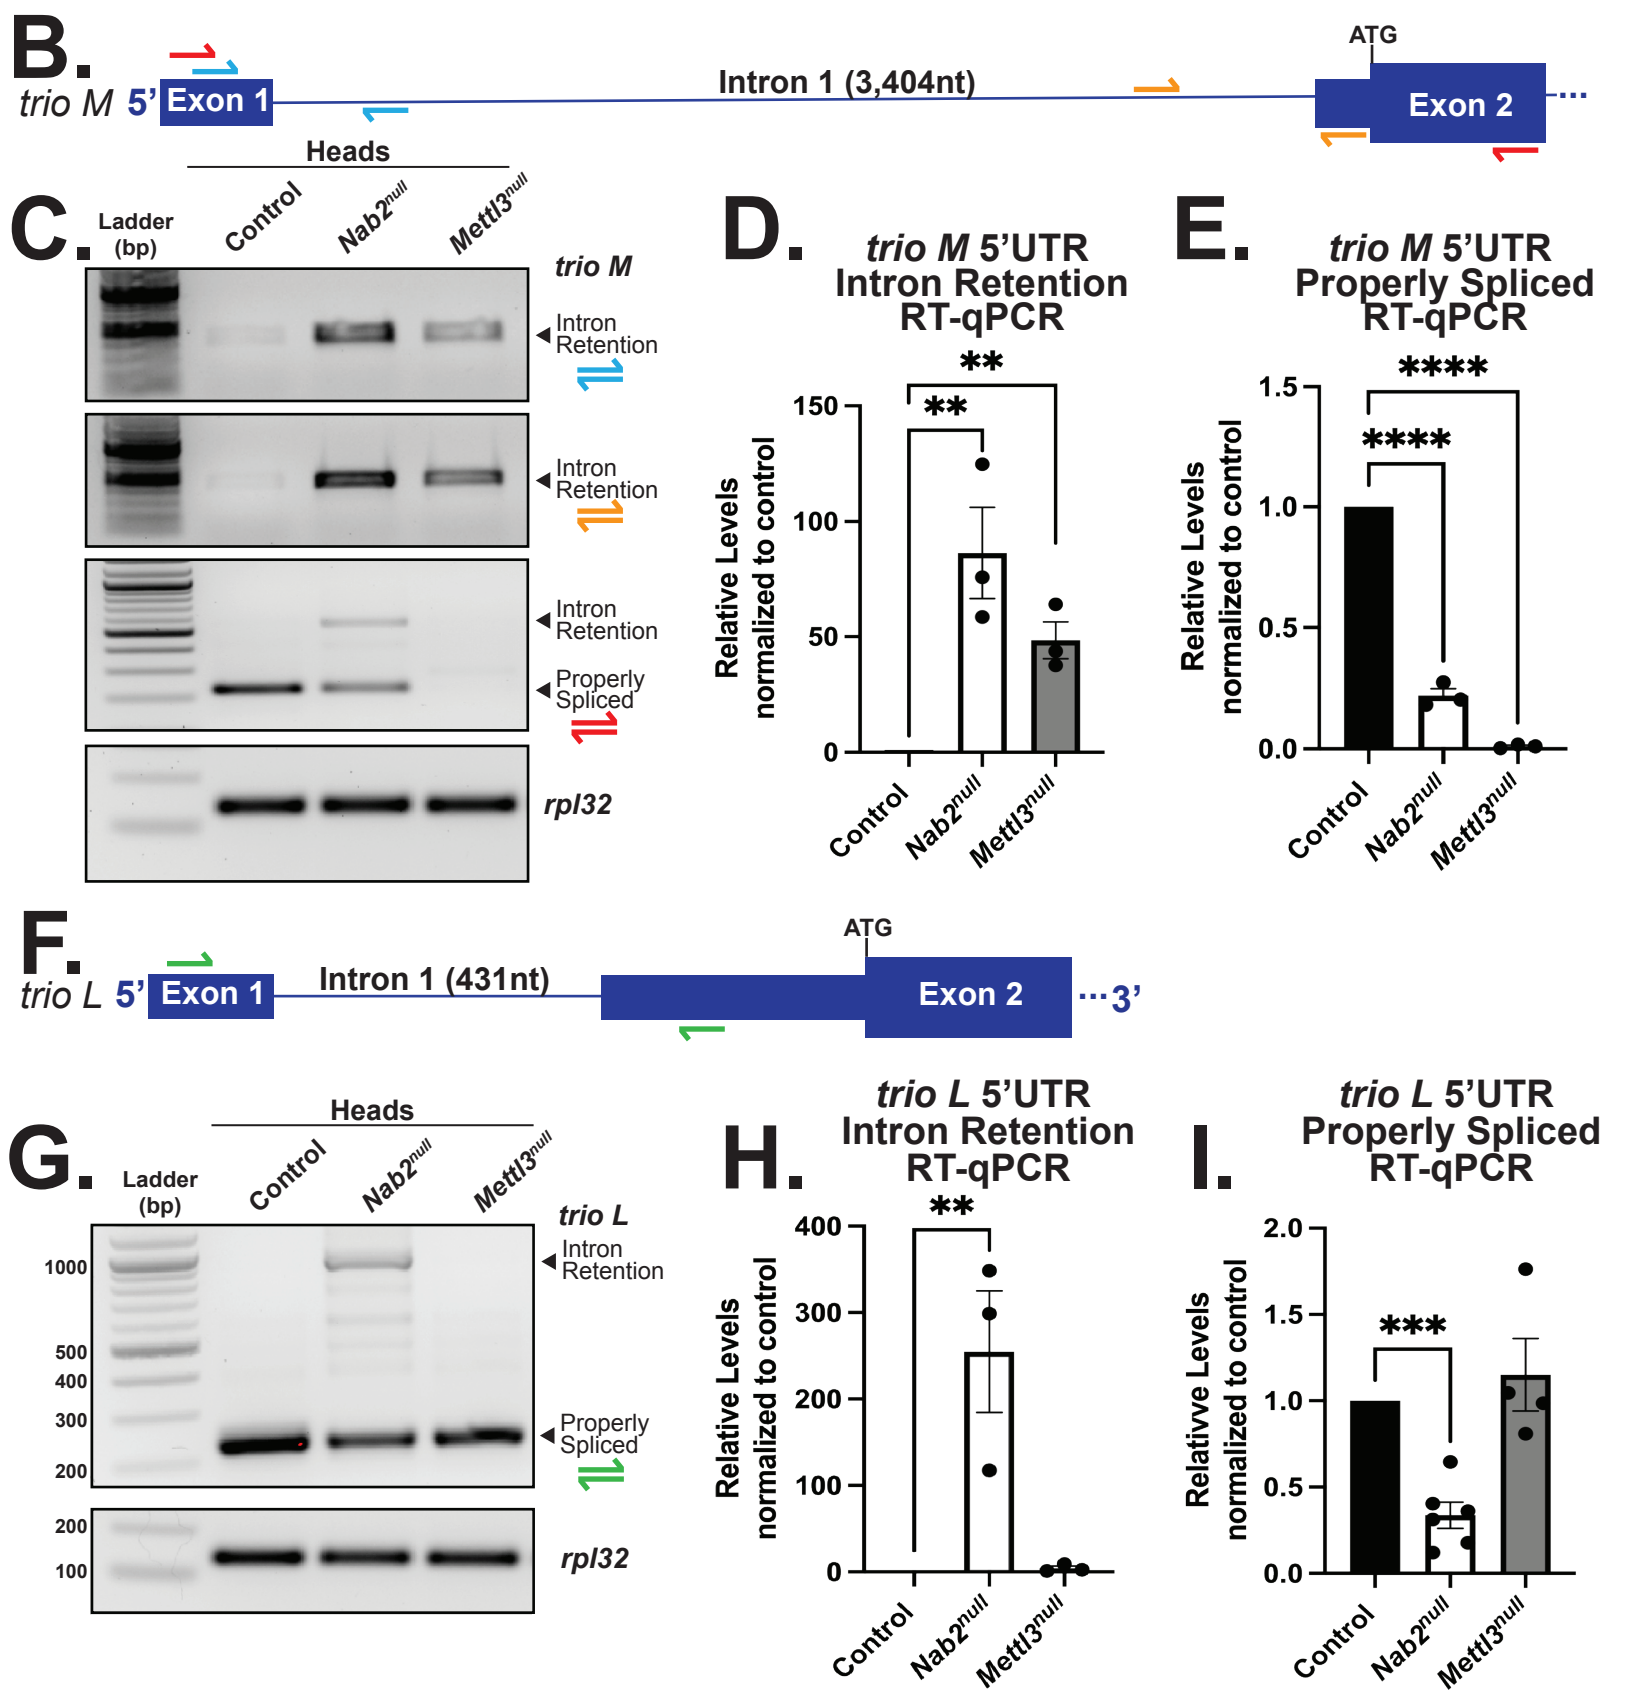 B.
ATG
trio M 5’ Exon 1
Intron 1 (3,404nt)
Exon 2 ...
C.
Heads
Ladder
(bp)
Control
Nab2null
Mettl3null
trio M
Intron
Retention
Intron
Retention
Intron
Retention
Properly
Spliced
rpl32
D.
trio M 5’UTR
Intron Retention
RT-qPCR
Relative Levels
normalized to control
150
100
50
0
**
**
Control
Nab2null
Mettl3null
E.
trio M 5’UTR
Properly Spliced
RT-qPCR
Relative Levels
normalized to control
1.5
1.0
0.5
0.0
****
****
Control
Nab2null
Mettl3null
F.
ATG
trio L 5’ Exon 1
Intron 1 (431nt)
Exon 2 ...3’
G.
Heads
Ladder
(bp)
Control
Nab2null
Mettl3null
trio L
1000
500
400
300
200
Intron
Retention
Properly
Spliced
200
100
rpl32
H.
trio L 5’UTR
Intron Retention
RT-qPCR
Relative Levels
normalized to control
400
300
200
100
0
**
Control
Nab2null
Mettl3null
I.
trio L 5’UTR
Properly Spliced
RT-qPCR
Relativve Levels
normalized to control
2.0
1.5
1.0
0.5
0.0
***
Control
Nab2null
Mettl3null